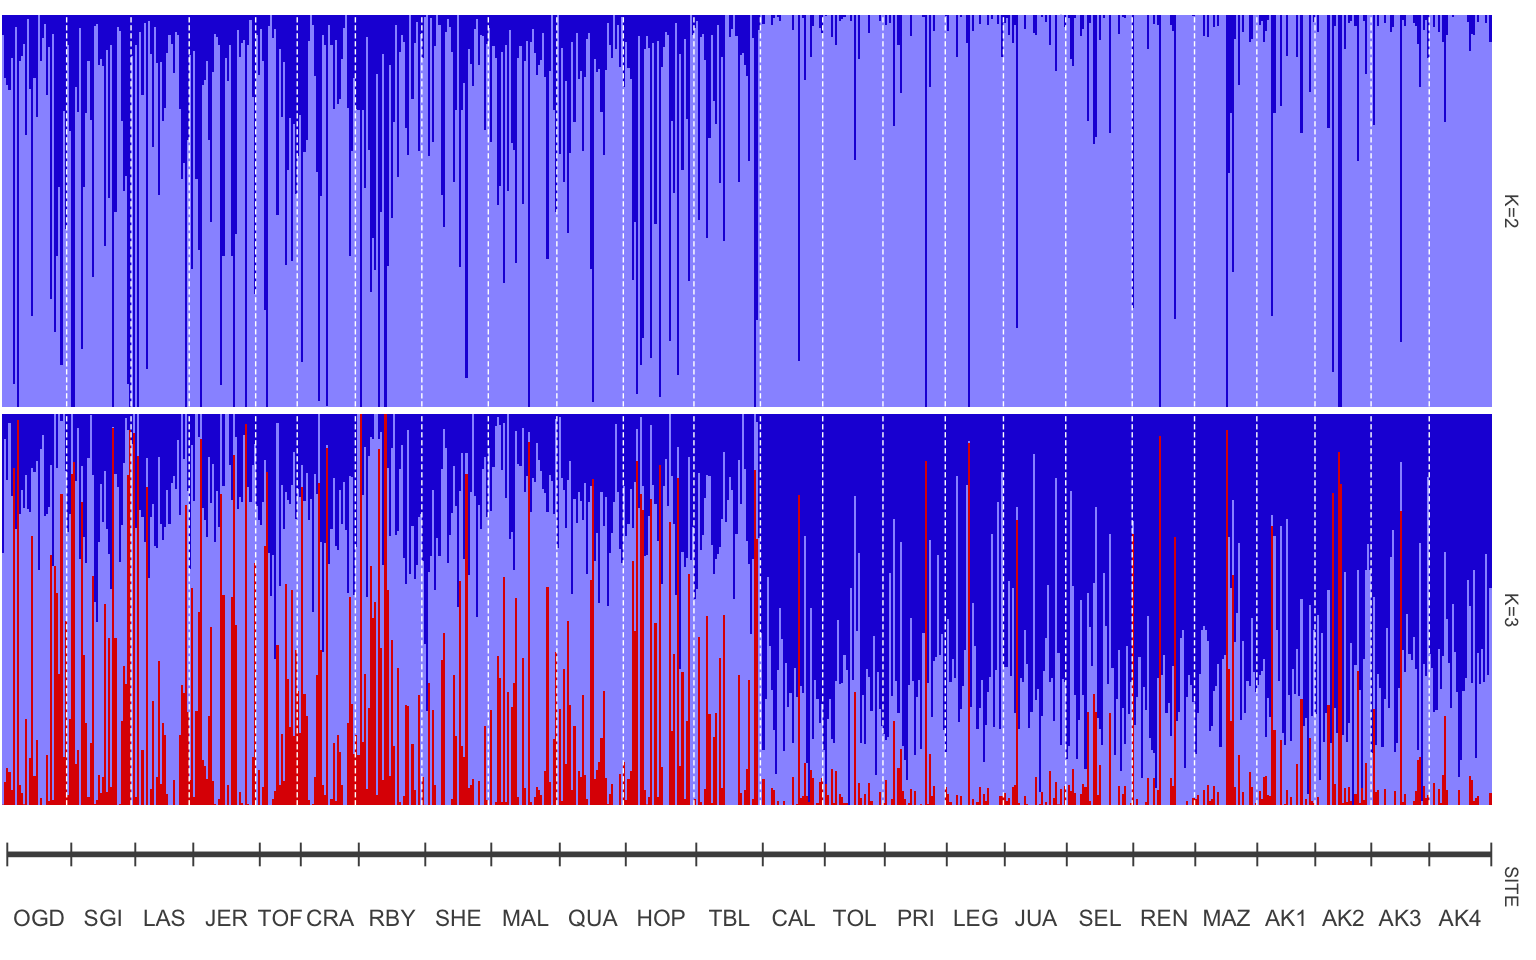 K=2
K=3
SITE
OGD SGI LAS JER TOF CRA RBY SHE MAL QUA HOP TBL CAL TOL PRI LEG JUA SEL REN MAZ AK1 AK2 AK3 AK4